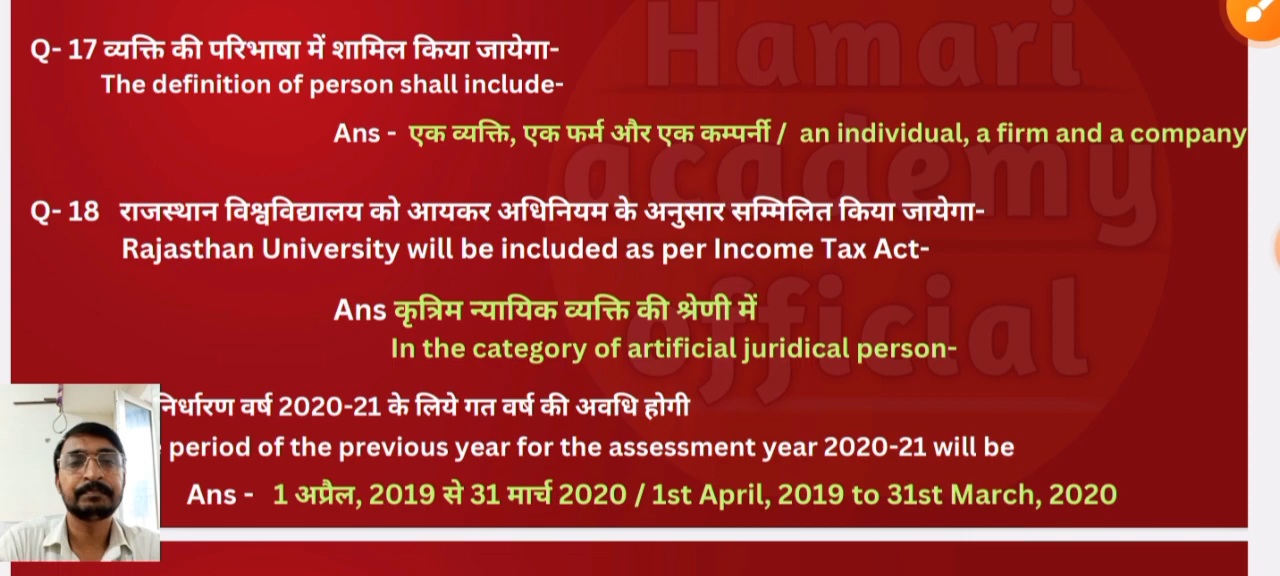 Hamari
academy
official
Q- 17 व्यक्ति की परिभाषा में शामिल किया जायेगा-
The definition of person shall include-
Ans - एक व्यक्ति, एक फर्म और एक कम्पर्नी / an individual, a firm and a company
Q- 18 राजस्थान विश्वविद्यालय को आयकर अधिनियम के अनुसार सम्मिलित किया जायेगा-
Rajasthan University will be included as per Income Tax Act-
Ans कृत्रिम न्यायिक व्यक्ति की श्रेणी में
In the category of artificial juridical person-
निर्धारण वर्ष 2020-21 के लिये गत वर्ष की अवधि होगी
period of the previous year for the assessment year 2020-21 will be
Ans - 1 अप्रैल, 2019 से 31 मार्च 2020 / 1st April, 2019 to 31st March, 2020